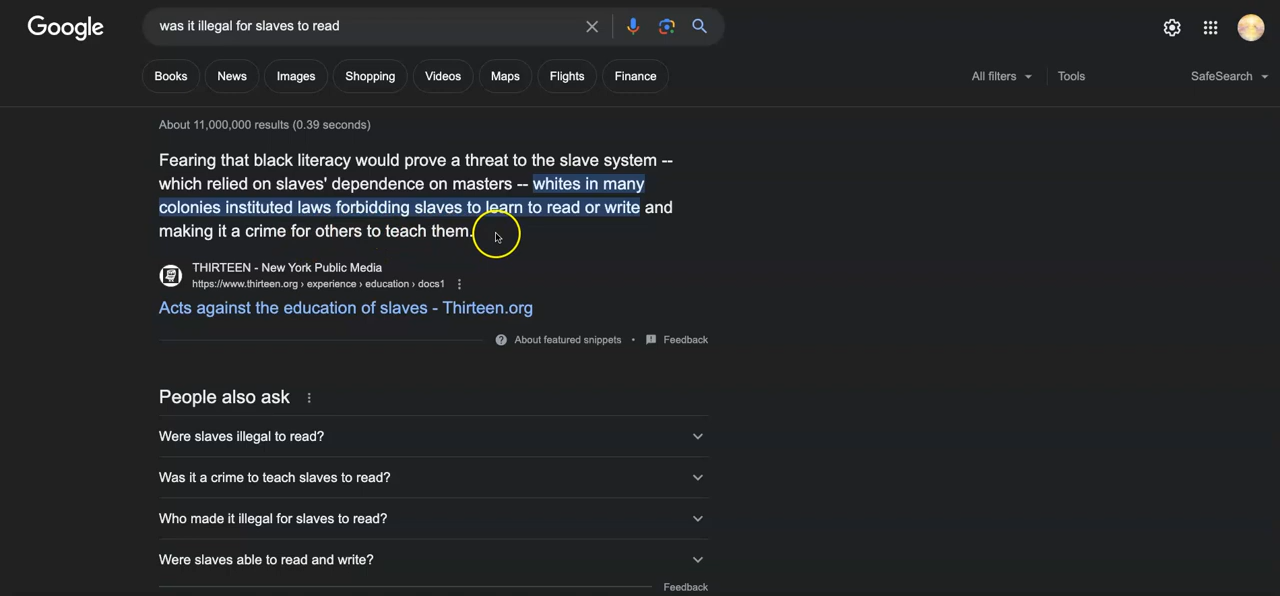 Google
was it illegal for slaves to read
Books News Images Shopping Videos Maps Flights Finance All filters Tools SafeSearch
About 11,000,000 results (0.39 seconds)
Fearing that black literacy would prove a threat to the slave system --
which relied on slaves' dependence on masters -- whites in many
colonies instituted laws forbidding slaves to learn to read or write and
making it a crime for others to teach them.
THIRTEEN - New York Public Media
https://www.thirteen.org › experience › education › docs1
Acts against the education of slaves - Thirteen.org
About featured snippets • Feedback
People also ask
Were slaves illegal to read?
Was it a crime to teach slaves to read?
Who made it illegal for slaves to read?
Were slaves able to read and write?
Feedback